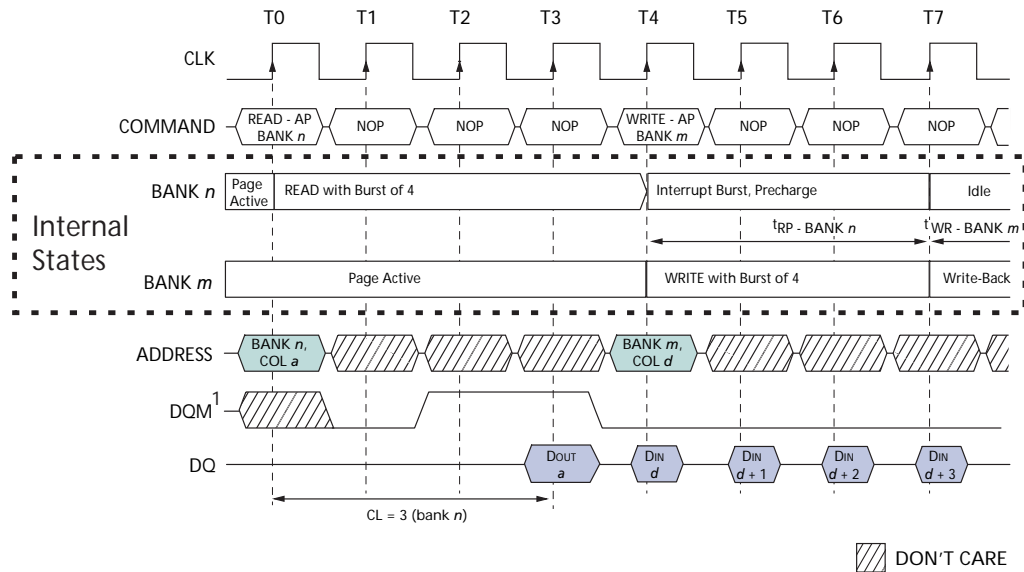 T0 T1 T2 T3 T4 T5 T6 T7
CLK
COMMAND
READ - AP
BANK n
NOP
NOP
NOP
WRITE - AP
BANK m
NOP
NOP
NOP
Internal
States
BANK n
Page
Active
READ with Burst of 4
Interrupt Burst, Precharge
Idle
tRP - BANK n
tWR - BANK m
BANK m
Page Active
WRITE with Burst of 4
Write-Back
ADDRESS
BANK n,
COL a
BANK m,
COL d
DQM1
DQ
DOUT
a
DIN
d
DIN
d + 1
DIN
d + 2
DIN
d + 3
CL = 3 (bank n)
DON'T CARE